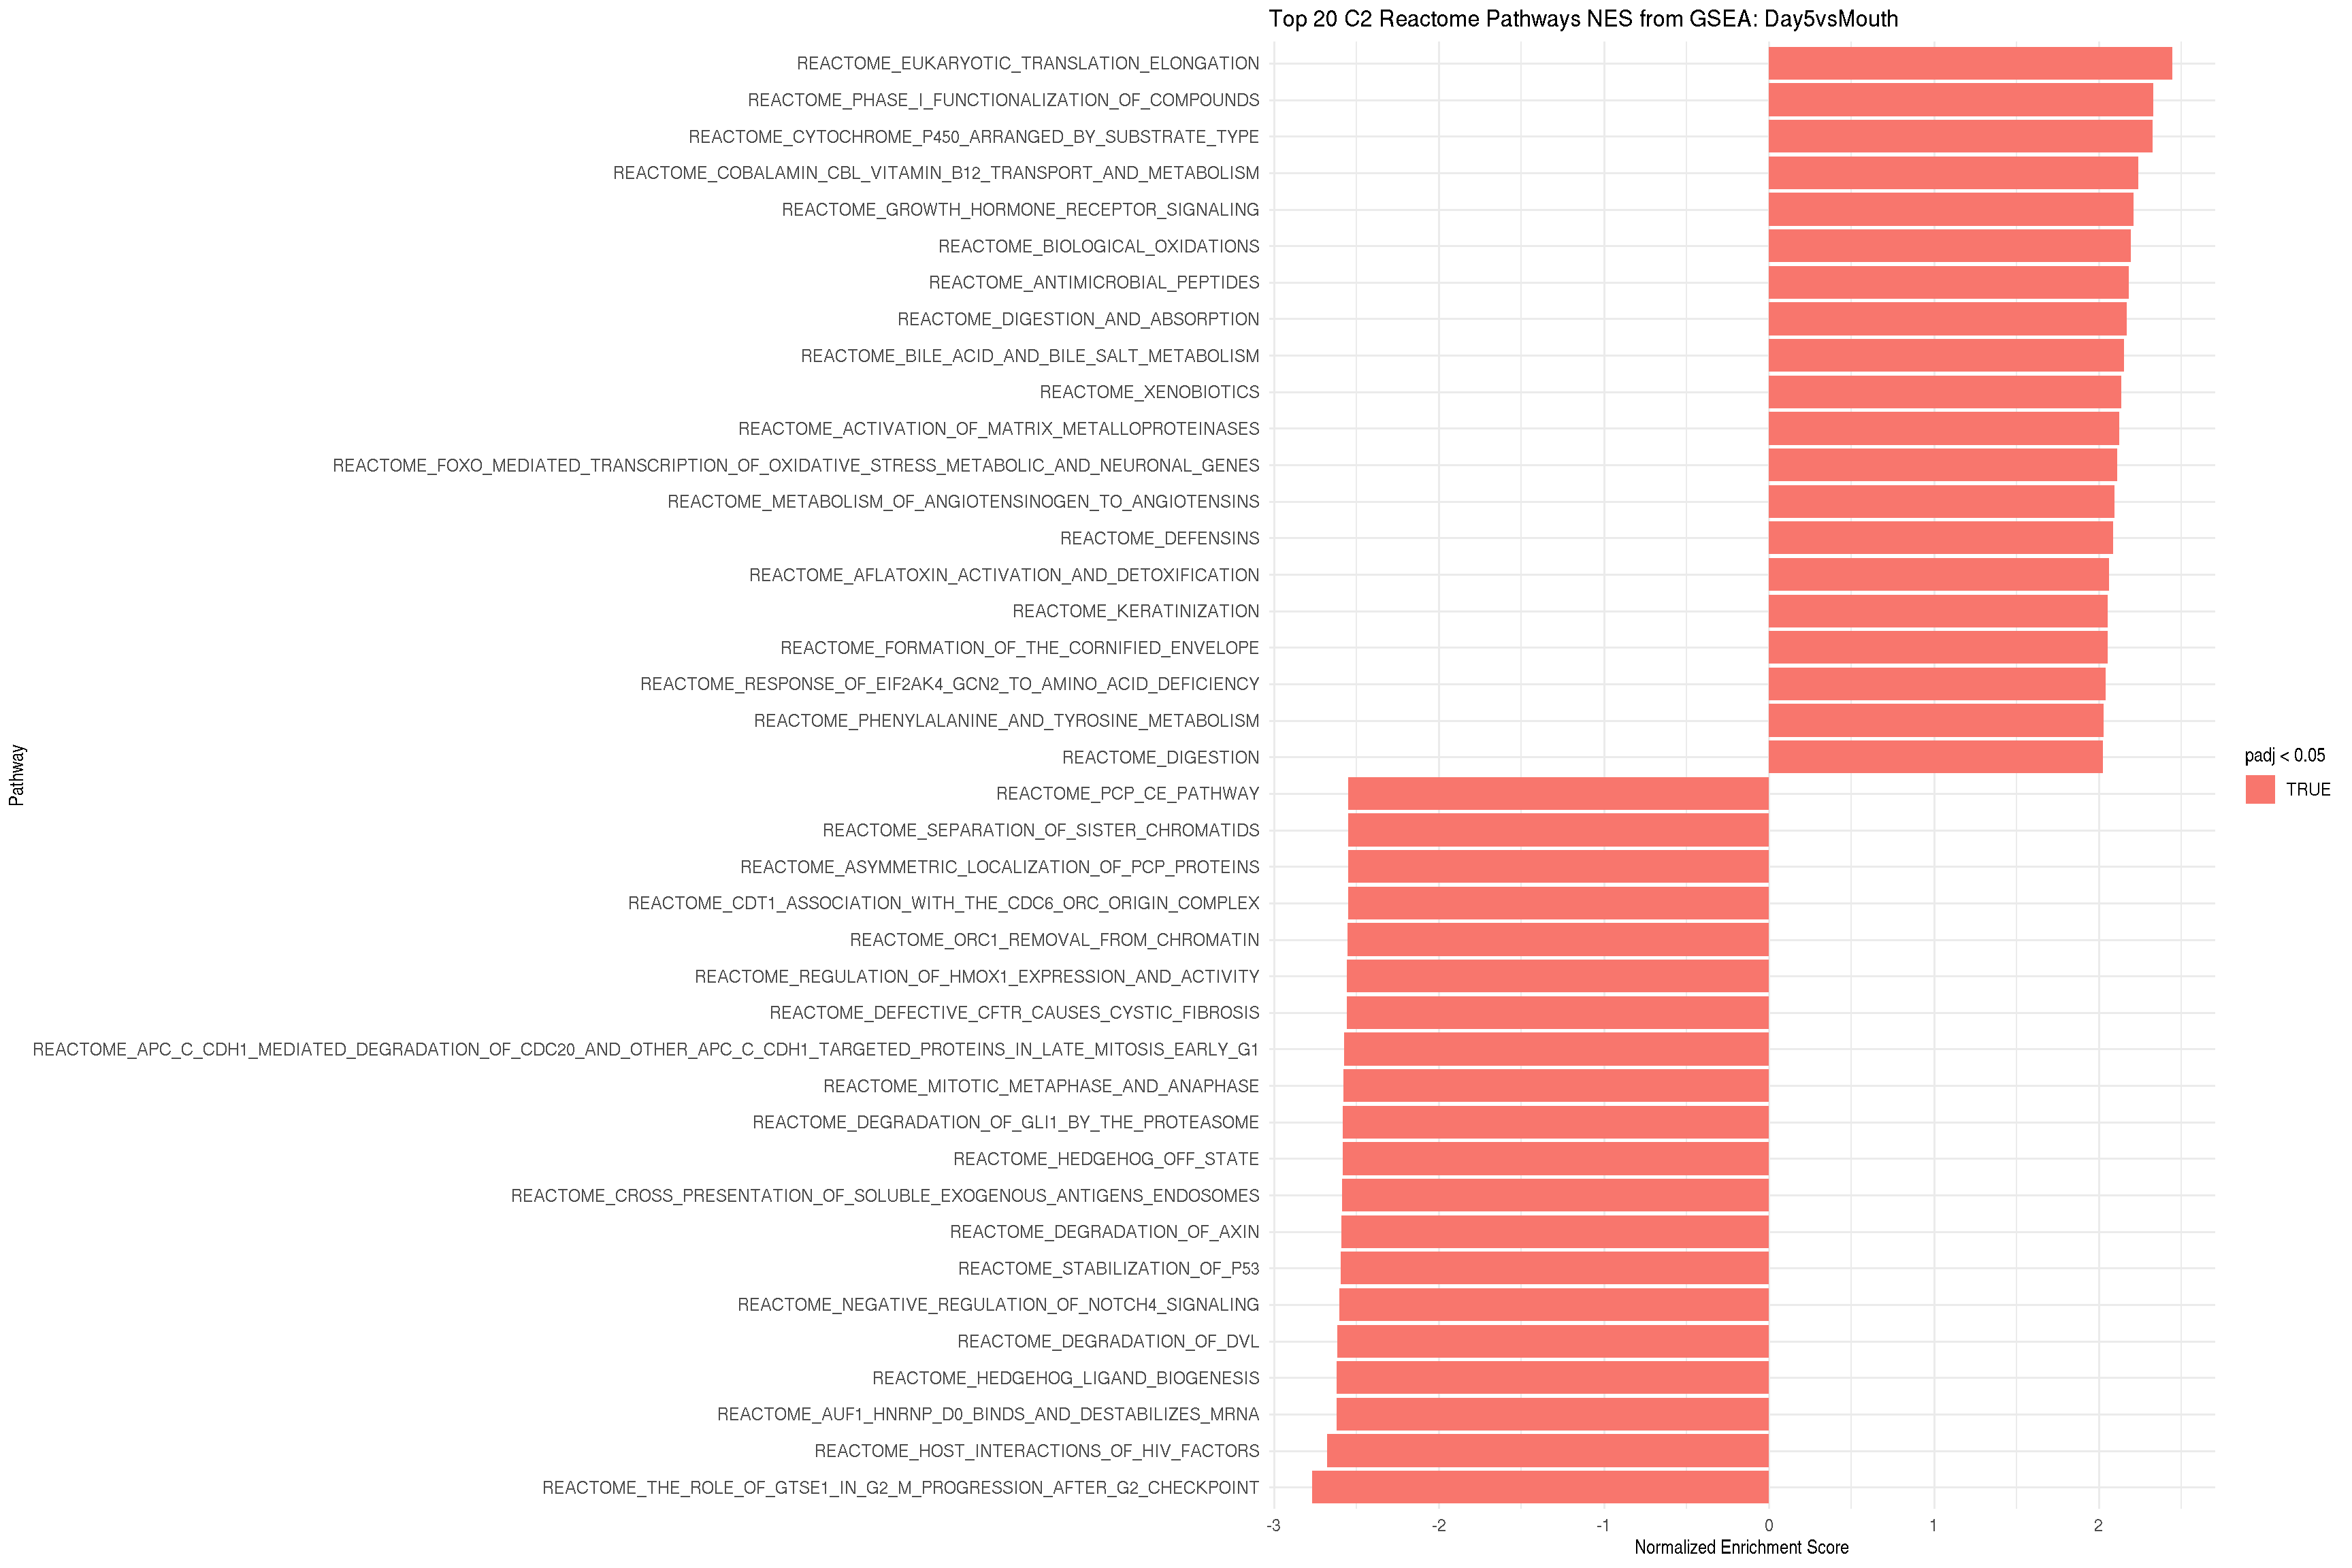 Top 20 C2 Reactome Pathways NES from GSEA: Day5vsMouth
REACTOME_EUKARYOTIC_TRANSLATION_ELONGATION
REACTOME_PHASE_I_FUNCTIONALIZATION_OF_COMPOUNDS
REACTOME_CYTOCHROME_P450_ARRANGED_BY_SUBSTRATE_TYPE
REACTOME_COBALAMIN_CBL_VITAMIN_B12_TRANSPORT_AND_METABOLISM
REACTOME_GROWTH_HORMONE_RECEPTOR_SIGNALING
REACTOME_BIOLOGICAL_OXIDATIONS
REACTOME_ANTIMICROBIAL_PEPTIDES
REACTOME_DIGESTION_AND_ABSORPTION
REACTOME_BILE_ACID_AND_BILE_SALT_METABOLISM
REACTOME_XENOBIOTICS
REACTOME_ACTIVATION_OF_MATRIX_METALLOPROTEINASES
REACTOME_FOXO_MEDIATED_TRANSCRIPTION_OF_OXIDATIVE_STRESS_METABOLIC_AND_NEURONAL_GENES
REACTOME_METABOLISM_OF_ANGIOTENSINOGEN_TO_ANGIOTENSINS
REACTOME_DEFENSINS
REACTOME_AFLATOXIN_ACTIVATION_AND_DETOXIFICATION
REACTOME_KERATINIZATION
REACTOME_FORMATION_OF_THE_CORNIFIED_ENVELOPE
REACTOME_RESPONSE_OF_EIF2AK4_GCN2_TO_AMINO_ACID_DEFICIENCY
REACTOME_PHENYLALANINE_AND_TYROSINE_METABOLISM
REACTOME_DIGESTION
REACTOME_PCP_CE_PATHWAY
REACTOME_SEPARATION_OF_SISTER_CHROMATIDS
REACTOME_ASYMMETRIC_LOCALIZATION_OF_PCP_PROTEINS
REACTOME_CDT1_ASSOCIATION_WITH_THE_CDC6_ORC_ORIGIN_COMPLEX
REACTOME_ORC1_REMOVAL_FROM_CHROMATIN
REACTOME_REGULATION_OF_HMOX1_EXPRESSION_AND_ACTIVITY
REACTOME_DEFECTIVE_CFTR_CAUSES_CYSTIC_FIBROSIS
REACTOME_APC_C_CDH1_MEDIATED_DEGRADATION_OF_CDC20_AND_OTHER_APC_C_CDH1_TARGETED_PROTEINS_IN_LATE_MITOSIS_EARLY_G1
REACTOME_MITOTIC_METAPHASE_AND_ANAPHASE
REACTOME_DEGRADATION_OF_GLI1_BY_THE_PROTEASOME
REACTOME_HEDGEHOG_OFF_STATE
REACTOME_CROSS_PRESENTATION_OF_SOLUBLE_EXOGENOUS_ANTIGENS_ENDOSOMES
REACTOME_DEGRADATION_OF_AXIN
REACTOME_STABILIZATION_OF_P53
REACTOME_NEGATIVE_REGULATION_OF_NOTCH4_SIGNALING
REACTOME_DEGRADATION_OF_DVL
REACTOME_HEDGEHOG_LIGAND_BIOGENESIS
REACTOME_AUF1_HNRNP_D0_BINDS_AND_DESTABILIZES_MRNA
REACTOME_HOST_INTERACTIONS_OF_HIV_FACTORS
REACTOME_THE_ROLE_OF_GTSE1_IN_G2_M_PROGRESSION_AFTER_G2_CHECKPOINT
-3 -2 -1 0 1 2
Normalized Enrichment Score
Pathway
padj < 0.05
TRUE